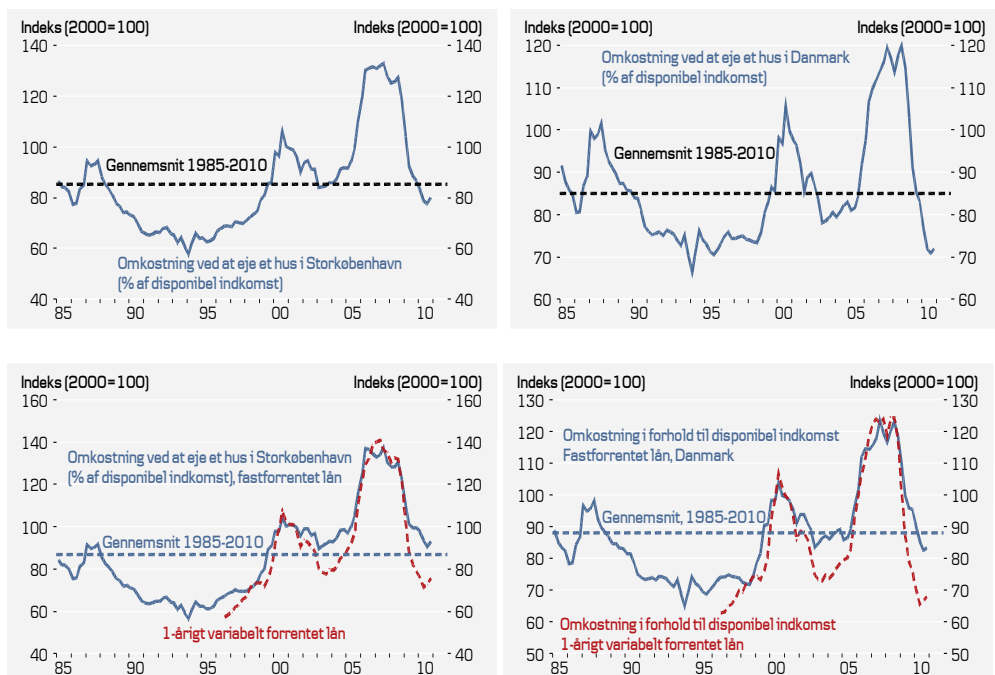 Indeks (2000=100) Indeks (2000=100)
140 140
120 120
100 100
Gennemsnit 1985-2010
80 80
60 60
Omkostning ved at eje et hus i Storkøbenhavn
(% af disponibel indkomst)
40 40
85 90 95 00 05 10
Indeks (2000=100) Indeks (2000=100)
120 120
Omkostning ved at eje et hus i Danmark
(% af disponibel indkomst)
110 110
100 100
Gennemsnit 1985-2010
90 90
80 80
70 70
60 60
85 90 95 00 05 10
Indeks (2000=100) Indeks (2000=100)
160 160
140 140
Omkostning ved at eje et hus i Storkøbenhavn
(% af disponibel indkomst), fastforrentet lån
120 120
100 100
Gennemsnit 1985-2010
80 80
60 60
1-årigt variabelt forrentet lån
40 40
85 90 95 00 05 10
Indeks (2000=100) Indeks (2000=100)
130 130
120 120
Omkostning i forhold til disponibel indkomst
Fastforrentet lån, Danmark
110 110
100 100
Gennemsnit, 1985-2010
90 90
80 80
70 70
60 60
Omkostning i forhold til disponibel indkomst
1-årigt variabelt forrentet lån
50 50
85 90 95 00 05 10